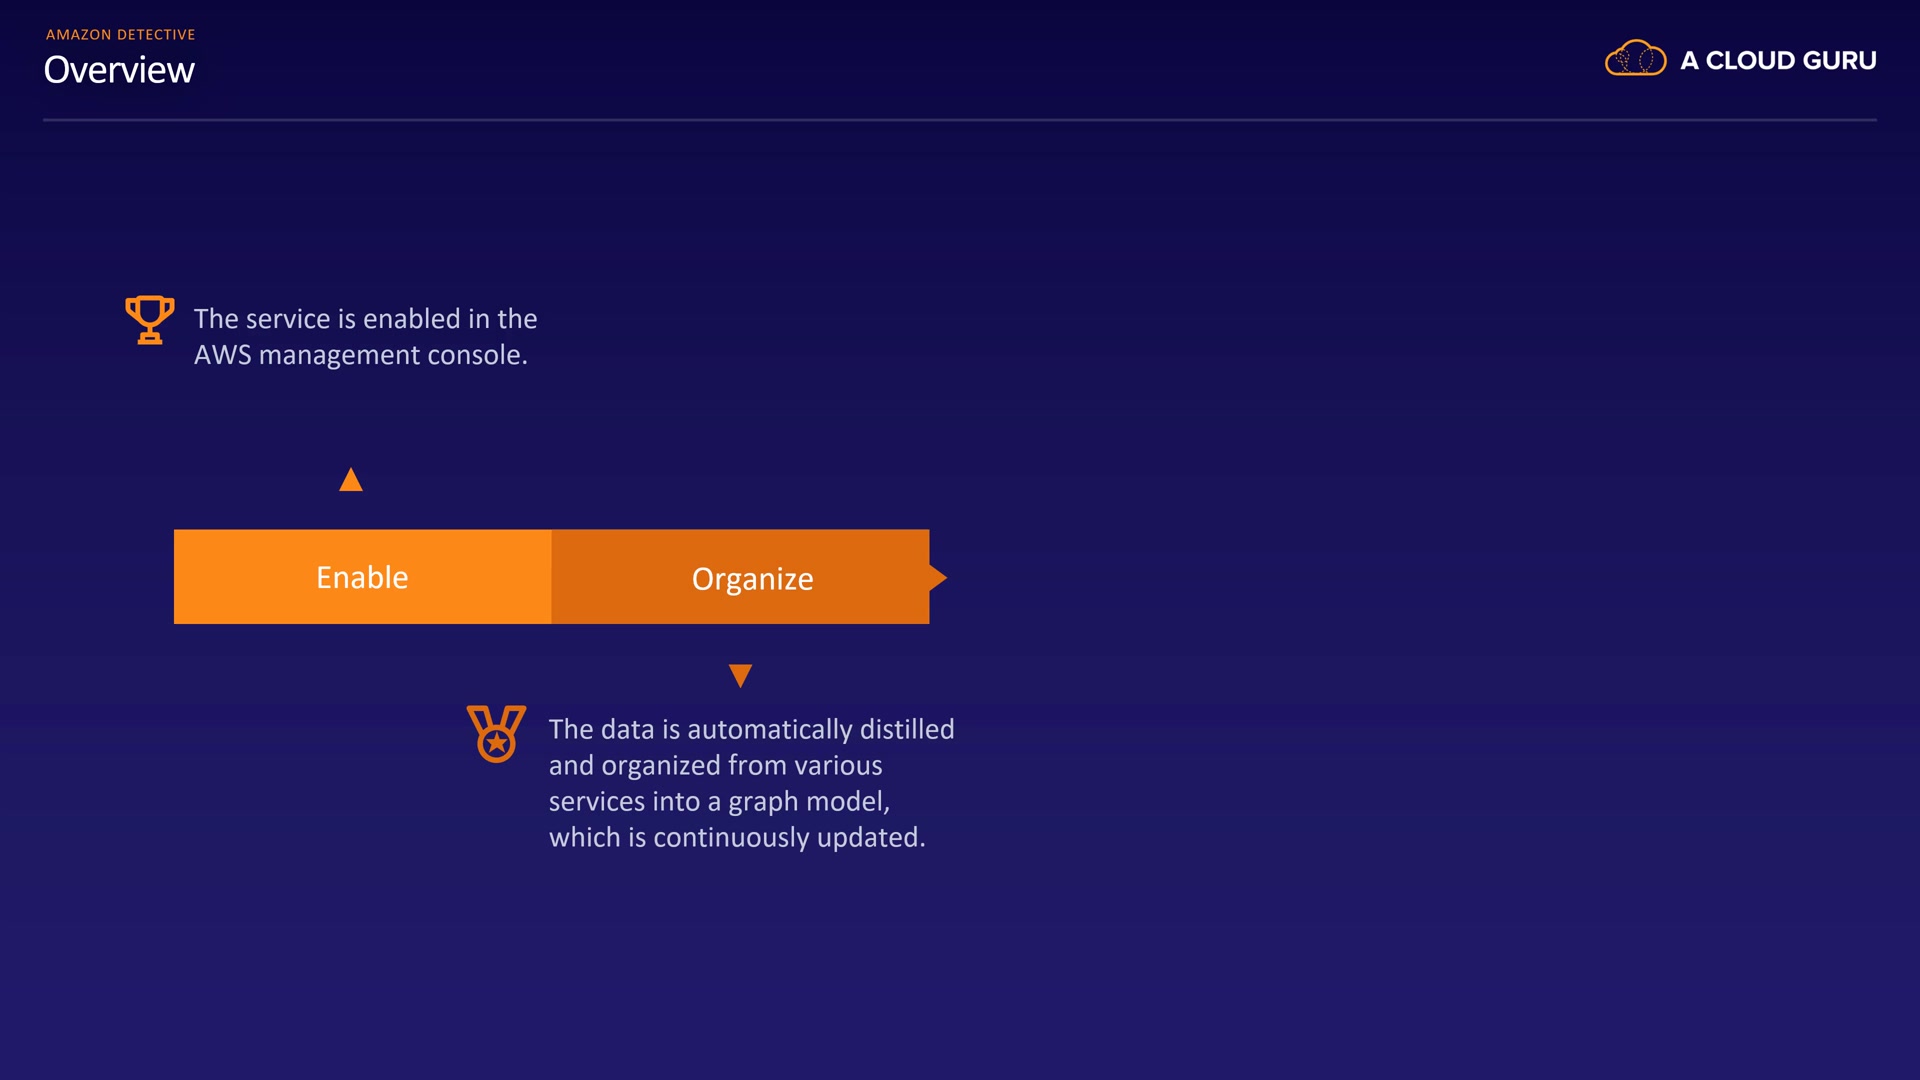 AMAZON DETECTIVE
Overview
A CLOUD GURU
The service is enabled in the
AWS management console.
Enable
Organize
The data is automatically distilled
and organized from various
services into a graph model,
which is continuously updated.